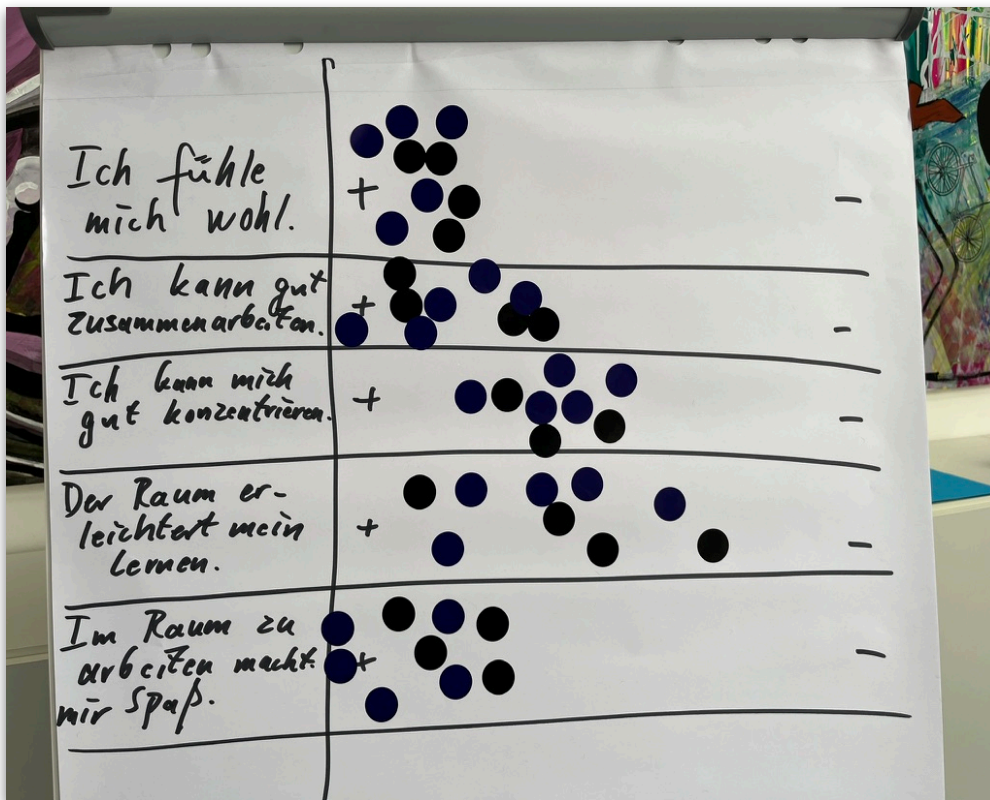 Ich fühle
mich wohl.
+ -
Ich kann gut
zusammenarbeiten.
+ -
Ich kann mich
gut konzentrieren.
+ -
Der Raum er-
leichtert mein
Lernen.
+ -
Im Raum zu
arbeiten macht
mir Spaß.
+ -